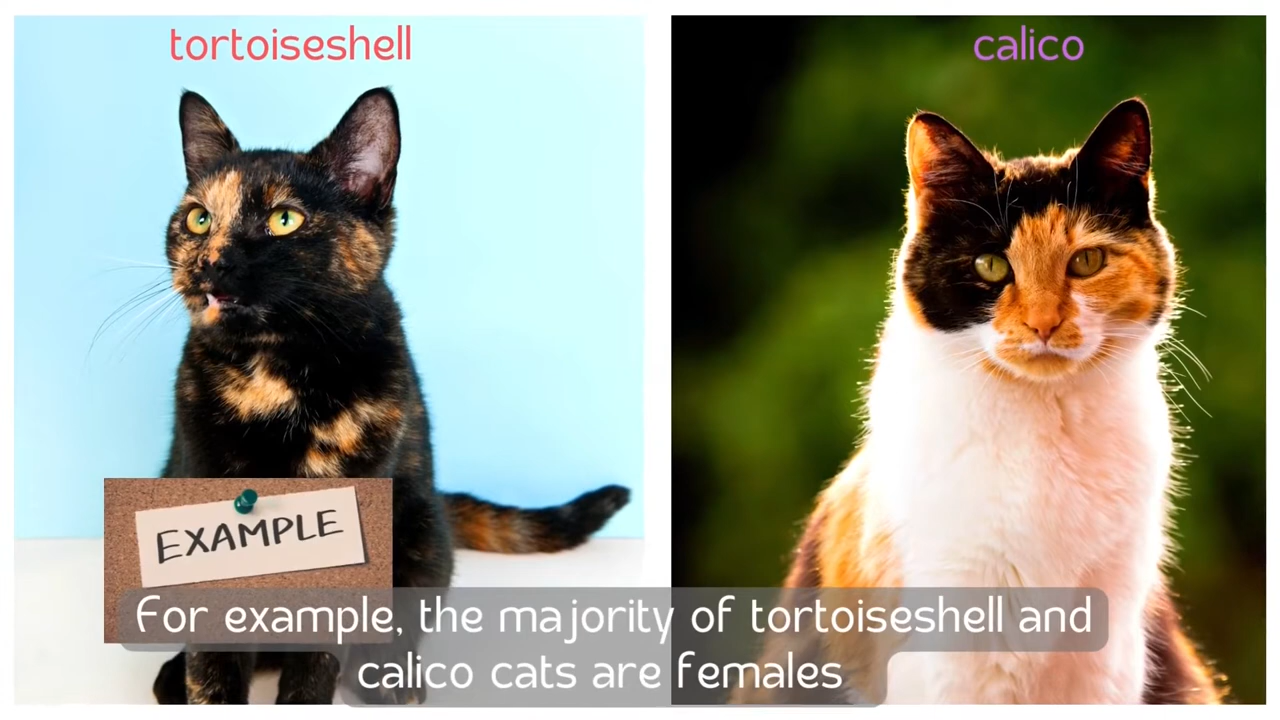 tortoiseshell
calico
EXAMPLE
For example, the majority of tortoiseshell and
calico cats are females